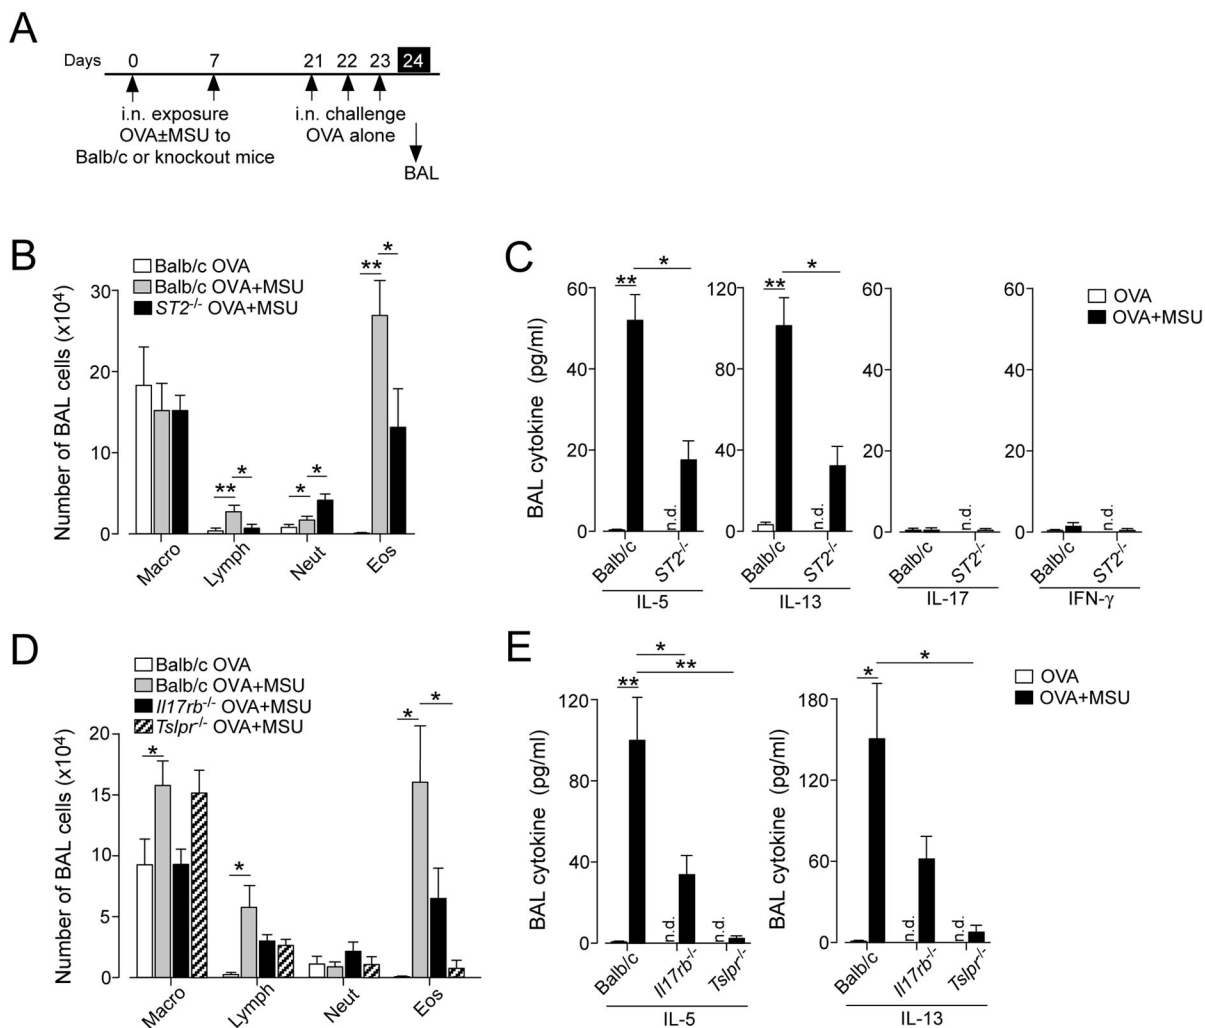 A
Days 0 7 21 22 23 24
i.n. exposure
OVA±MSU to
Balb/c or knockout mice
i.n. challenge
OVA alone
BAL
B
Balb/c OVA
Balb/c OVA+MSU
ST2-/- OVA+MSU
Number of BAL cells (x10⁴)
30
20
10
0
** *
** *
* *
Macro Lymph Neut Eos
C
OVA
OVA+MSU
BAL cytokine (pg/ml)
60
40
20
0
** *
n.d.
Balb/c ST2-/-
IL-5
120
80
40
0
** *
n.d.
Balb/c ST2-/-
IL-13
60
40
20
0
n.d.
Balb/c ST2-/-
IL-17
60
40
20
0
n.d.
Balb/c ST2-/-
IFN-γ
D
Balb/c OVA
Balb/c OVA+MSU
Il17rb-/- OVA+MSU
Tslpr-/- OVA+MSU
Number of BAL cells (x10⁴)
20
15
10
5
0
*
*
* *
Macro Lymph Neut Eos
E
OVA
OVA+MSU
BAL cytokine (pg/ml)
120
80
40
0
*
**
**
n.d. n.d.
Balb/c Il17rb-/- Tslpr-/-
IL-5
BAL cytokine (pg/ml)
180
120
60
0
*
*
n.d. n.d.
Balb/c Il17rb-/- Tslpr-/-
IL-13